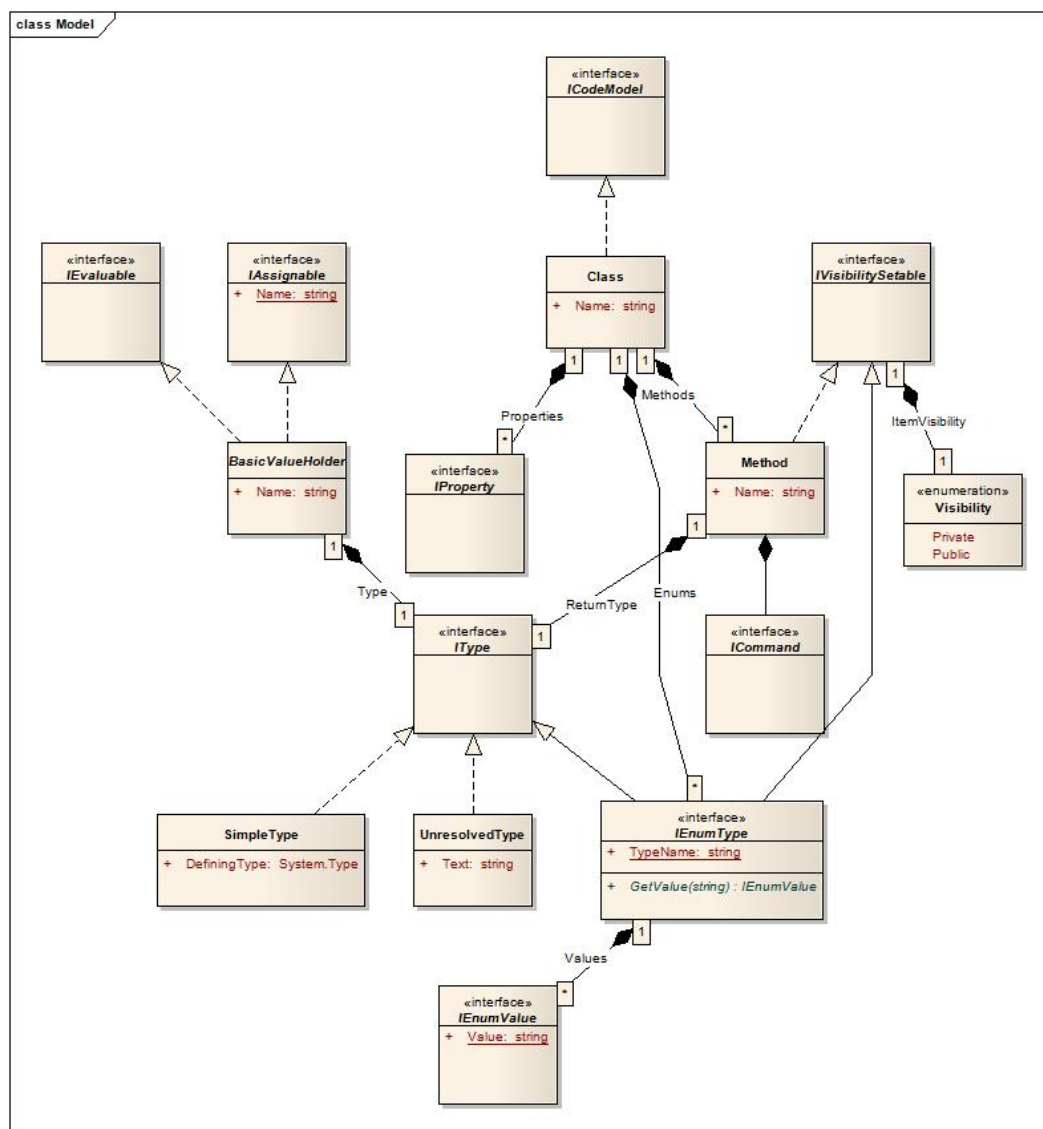 class Model
«interface»
ICodeModel
«interface»
IEvaluable
«interface»
IAssignable
+ Name: string
Class
+ Name: string
«interface»
IVisibilitySetable
1
1
1
1
Properties
Methods
ItemVisibility
*
*
1
BasicValueHolder
+ Name: string
«interface»
IProperty
Method
+ Name: string
«enumeration»
Visibility
Private
Public
1
1
Type
ReturnType
Enums
1
1
«interface»
IType
«interface»
ICommand
*
SimpleType
+ DefiningType: System.Type
UnresolvedType
+ Text: string
«interface»
IEnumType
+ TypeName: string
+ GetValue(string) : IEnumValue
1
Values
*
«interface»
IEnumValue
+ Value: string